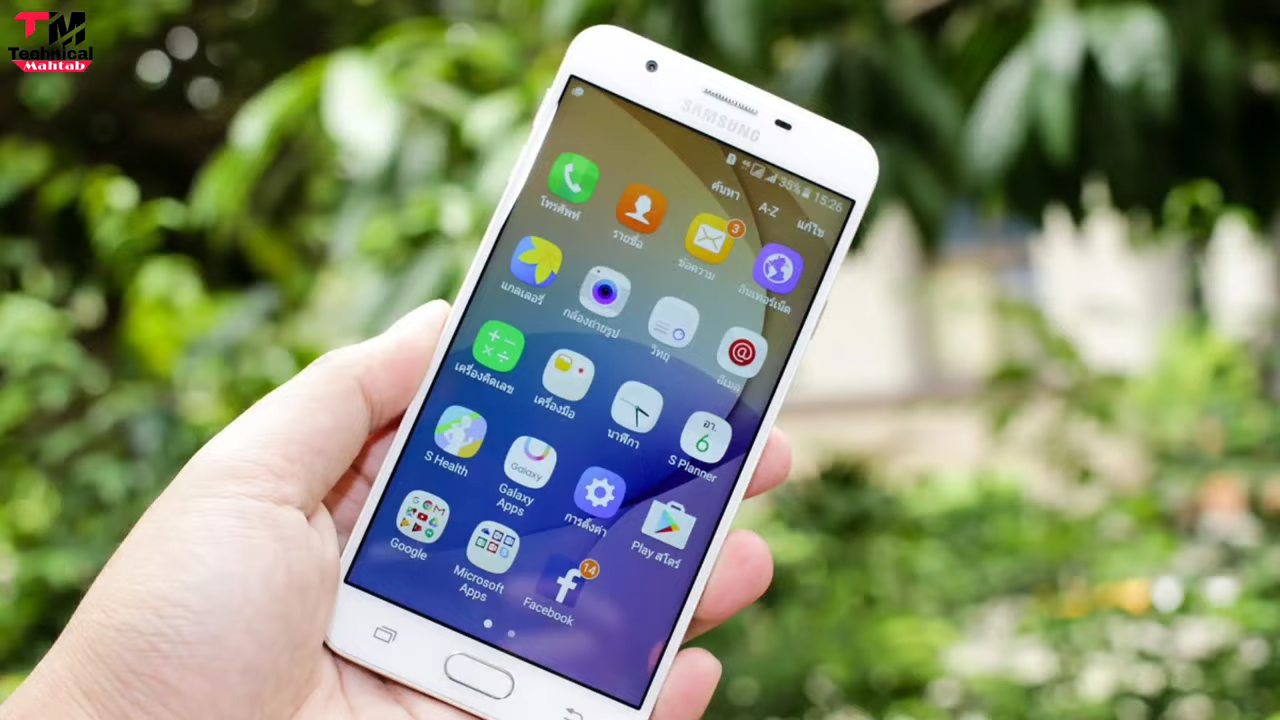 TM
Technical
Mahtab
SAMSUNG
4G 35% 15:26
ค้นหา A-Z แก้ไข
โทรศัพท์
รายชื่อ
3
ข้อความ
อินเทอร์เน็ต
แกลเลอรี่
กล้องถ่ายรูป
วิทยุ
@
อีเมล
เครื่องคิดเลข
เครื่องมือ
นาฬิกา
อา.
6
S Planner
S Health
Galaxy
Galaxy
Apps
การตั้งค่า
Play สโตร์
Google
Microsoft
Apps
f
14
Facebook